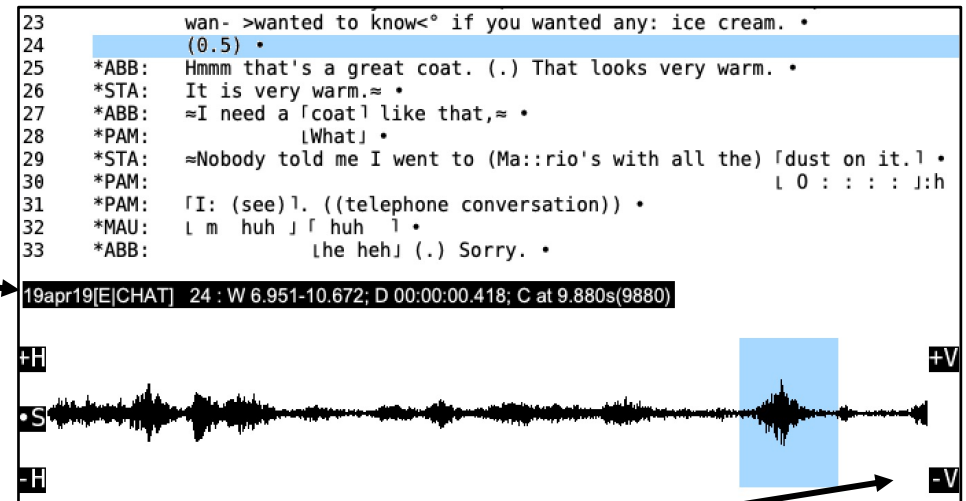 23 wan- >wanted to know<° if you wanted any: ice cream. •
24 (0.5) •
25 *ABB: Hmmm that's a great coat. (.) That looks very warm. •
26 *STA: It is very warm.≈ •
27 *ABB: ≈I need a ⌈coat⌉ like that,≈ •
28 *PAM: ⌊What⌋ •
29 *STA: ≈Nobody told me I went to (Ma::rio's with all the) ⌈dust on it.⌉ •
30 *PAM: ⌊ O : : : : ⌋:h
31 *PAM: ⌈I: (see)⌉. ((telephone conversation)) •
32 *MAU: ⌊ m huh ⌋ ⌈ huh ⌉ •
33 *ABB: ⌊he heh⌋ (.) Sorry. •
19apr19[E|CHAT] 24 : W 6.951-10.672; D 00:00:00.418; C at 9.880s(9880)
+H +V
•S
-H -V